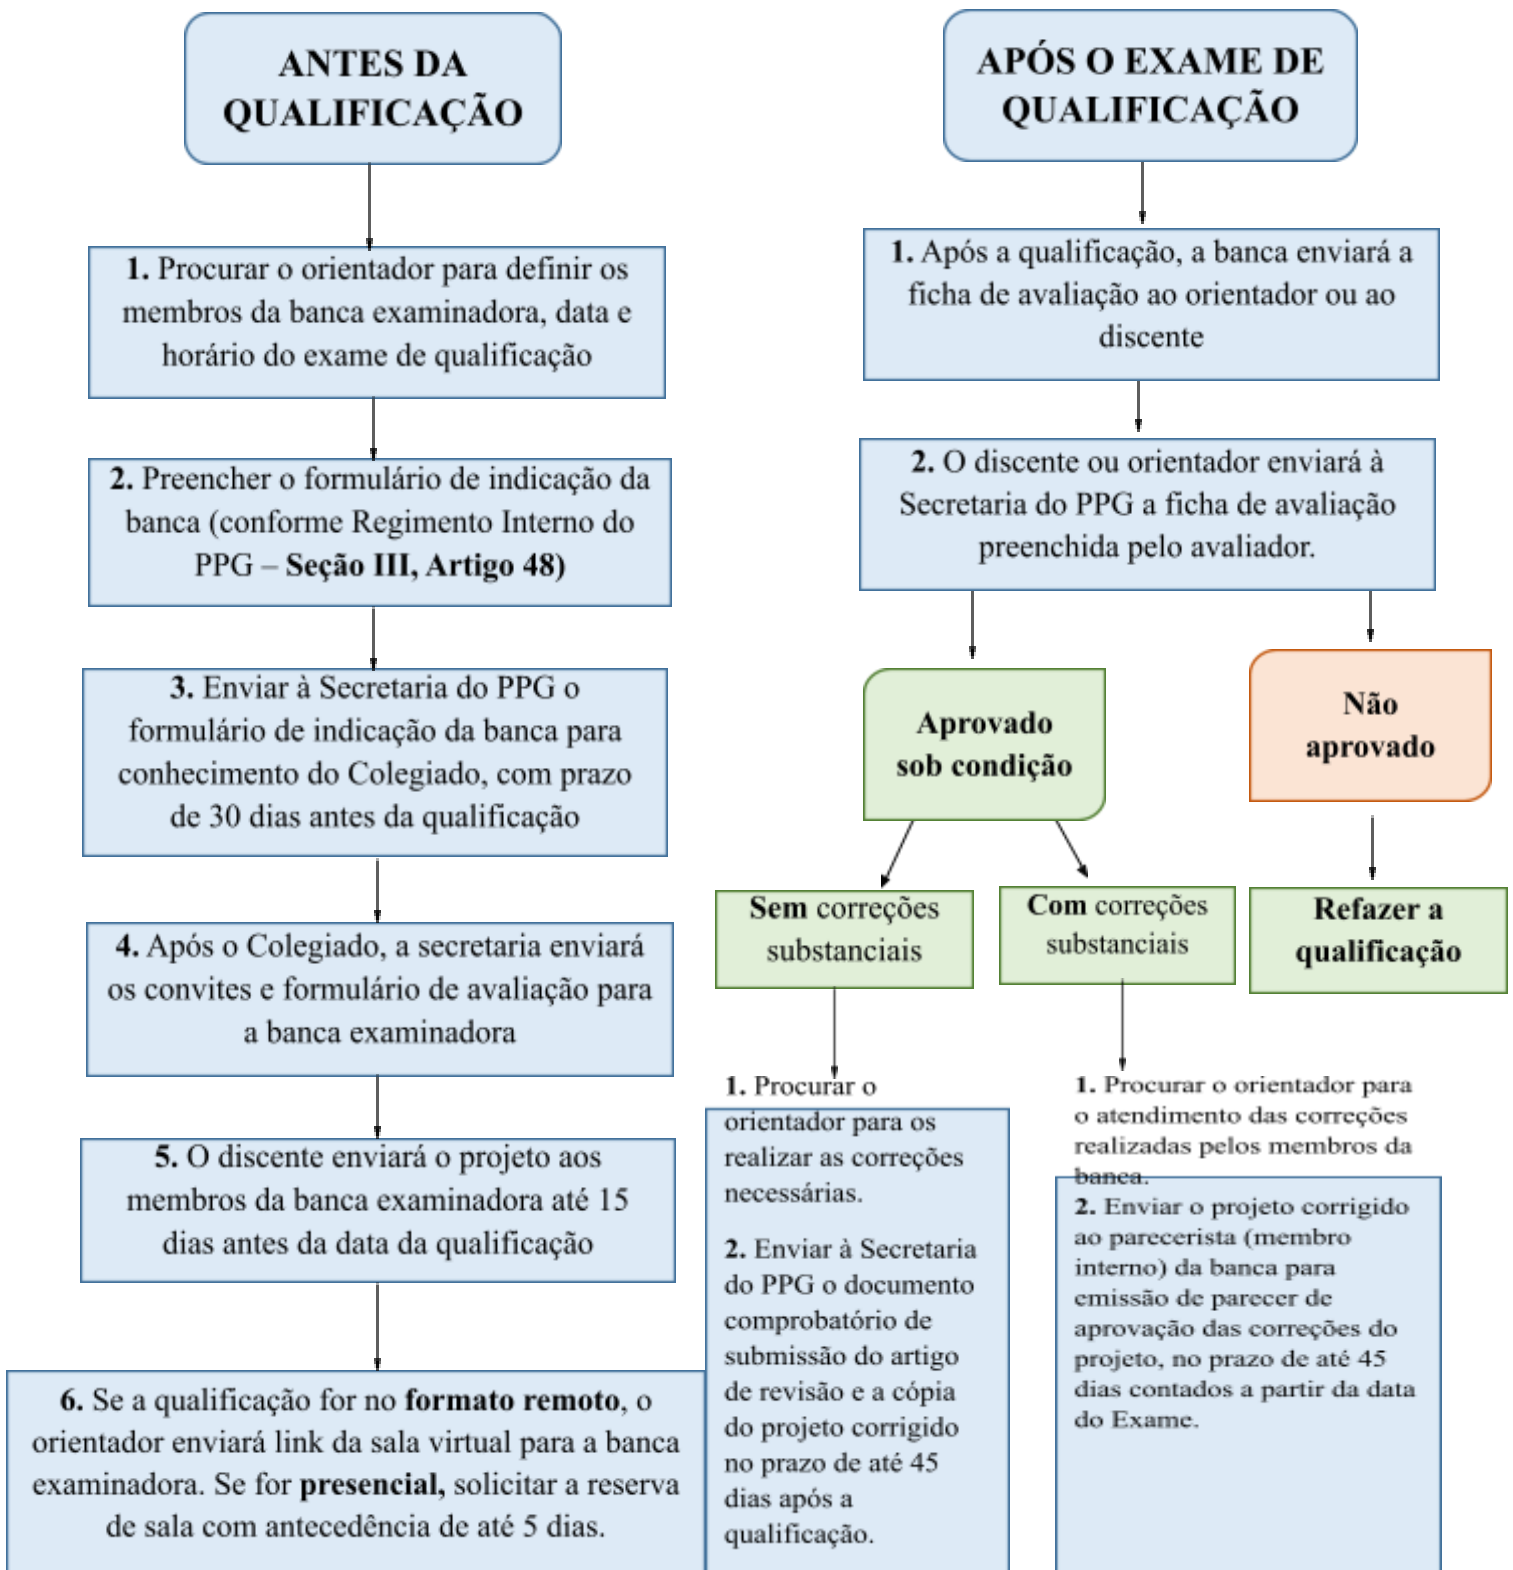 ANTES DA
QUALIFICAÇÃO
1. Procurar o orientador para definir os
membros da banca examinadora, data e
horário do exame de qualificação
2. Preencher o formulário de indicação da
banca (conforme Regimento Interno do
PPG – Seção III, Artigo 48)
3. Enviar à Secretaria do PPG o
formulário de indicação da banca para
conhecimento do Colegiado, com prazo
de 30 dias antes da qualificação
4. Após o Colegiado, a secretaria enviará
os convites e formulário de avaliação para
a banca examinadora
5. O discente enviará o projeto aos
membros da banca examinadora até 15
dias antes da data da qualificação
6. Se a qualificação for no formato remoto, o
orientador enviará link da sala virtual para a banca
examinadora. Se for presencial, solicitar a reserva
de sala com antecedência de até 5 dias.
APÓS O EXAME DE
QUALIFICAÇÃO
1. Após a qualificação, a banca enviará a
ficha de avaliação ao orientador ou ao
discente
2. O discente ou orientador enviará à
Secretaria do PPG a ficha de avaliação
preenchida pelo avaliador.
Aprovado
sob condição
Não
aprovado
Sem correções
substanciais
Com correções
substanciais
Refazer a
qualificação
1. Procurar o
orientador para os
realizar as correções
necessárias.
2. Enviar à Secretaria
do PPG o documento
comprobatório de
submissão do artigo
de revisão e a cópia
do projeto corrigido
no prazo de até 45
dias após a
qualificação.
1. Procurar o orientador para
o atendimento das correções
realizadas pelos membros da
banca.
2. Enviar o projeto corrigido
ao parecerista (membro
interno) da banca para
emissão de parecer de
aprovação das correções do
projeto, no prazo de até 45
dias contados a partir da data
do Exame.